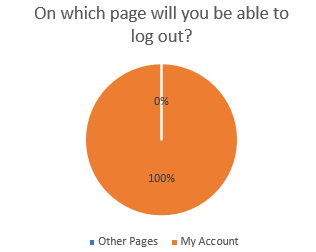 On which page will you be able to
log out?
0%
100%
Other Pages My Account